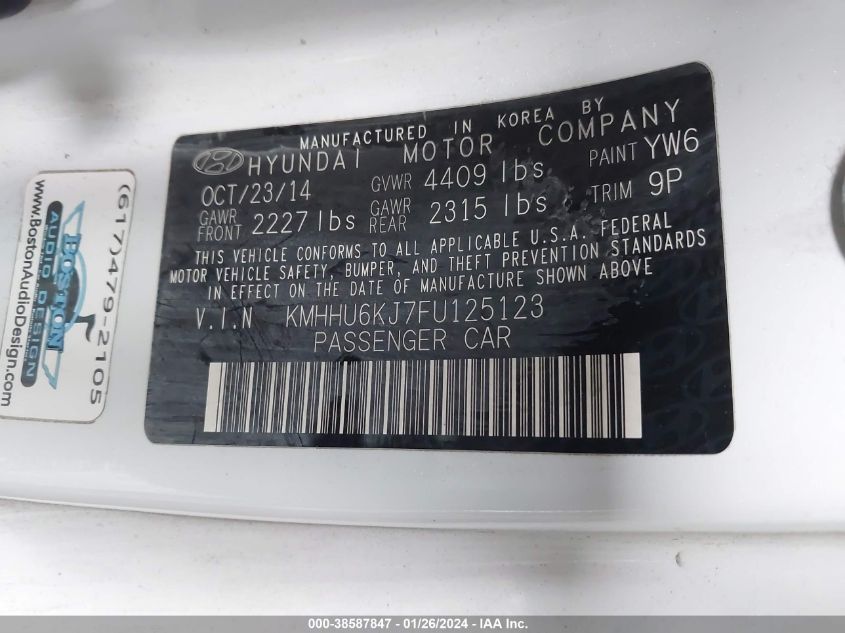 MANUFACTURED IN KOREA BY
HYUNDAI MOTOR COMPANY
OCT/23/14 GVWR 4409 lbs PAINT YW6
GAWR FRONT 2227 lbs GAWR REAR 2315 lbs TRIM 9P
THIS VEHICLE CONFORMS TO ALL APPLICABLE U.S.A. FEDERAL
MOTOR VEHICLE SAFETY, BUMPER, AND THEFT PREVENTION STANDARDS
IN EFFECT ON THE DATE OF MANUFACTURE SHOWN ABOVE
V.I.N KMHHU6KJ7FU125123
PASSENGER CAR
(617)479-2105
BOSTON
AUDIO DESIGN
www.BostonAudioDesign.com
000-38587847 - 01/26/2024 - IAA Inc.